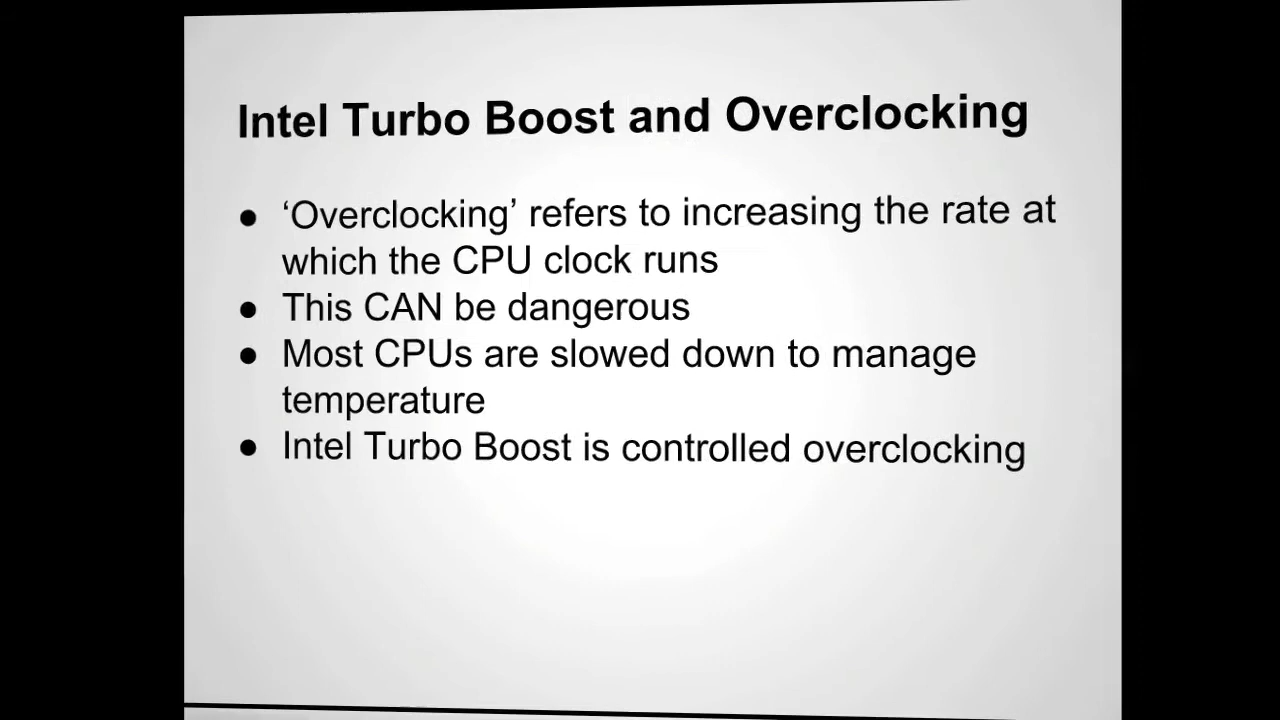 Intel Turbo Boost and Overclocking
● ‘Overclocking’ refers to increasing the rate at
which the CPU clock runs
● This CAN be dangerous
● Most CPUs are slowed down to manage
temperature
● Intel Turbo Boost is controlled overclocking